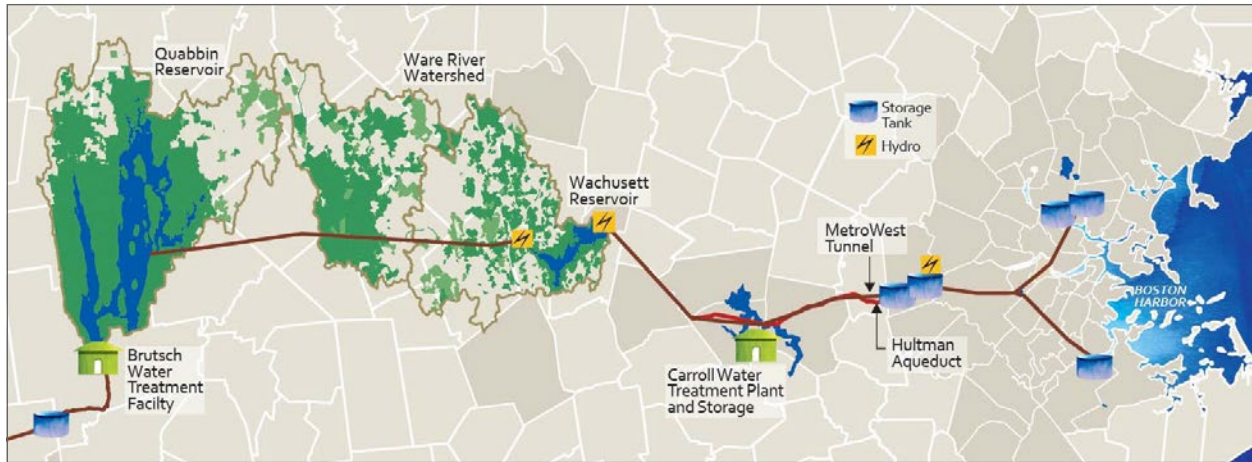 Quabbin
Reservoir
Ware River
Watershed
Storage
Tank
Hydro
Wachusett
Reservoir
MetroWest
Tunnel
BOSTON
HARBOR
Hultman
Aqueduct
Brutsch
Water
Treatment
Facilty
Carroll Water
Treatment Plant
and Storage